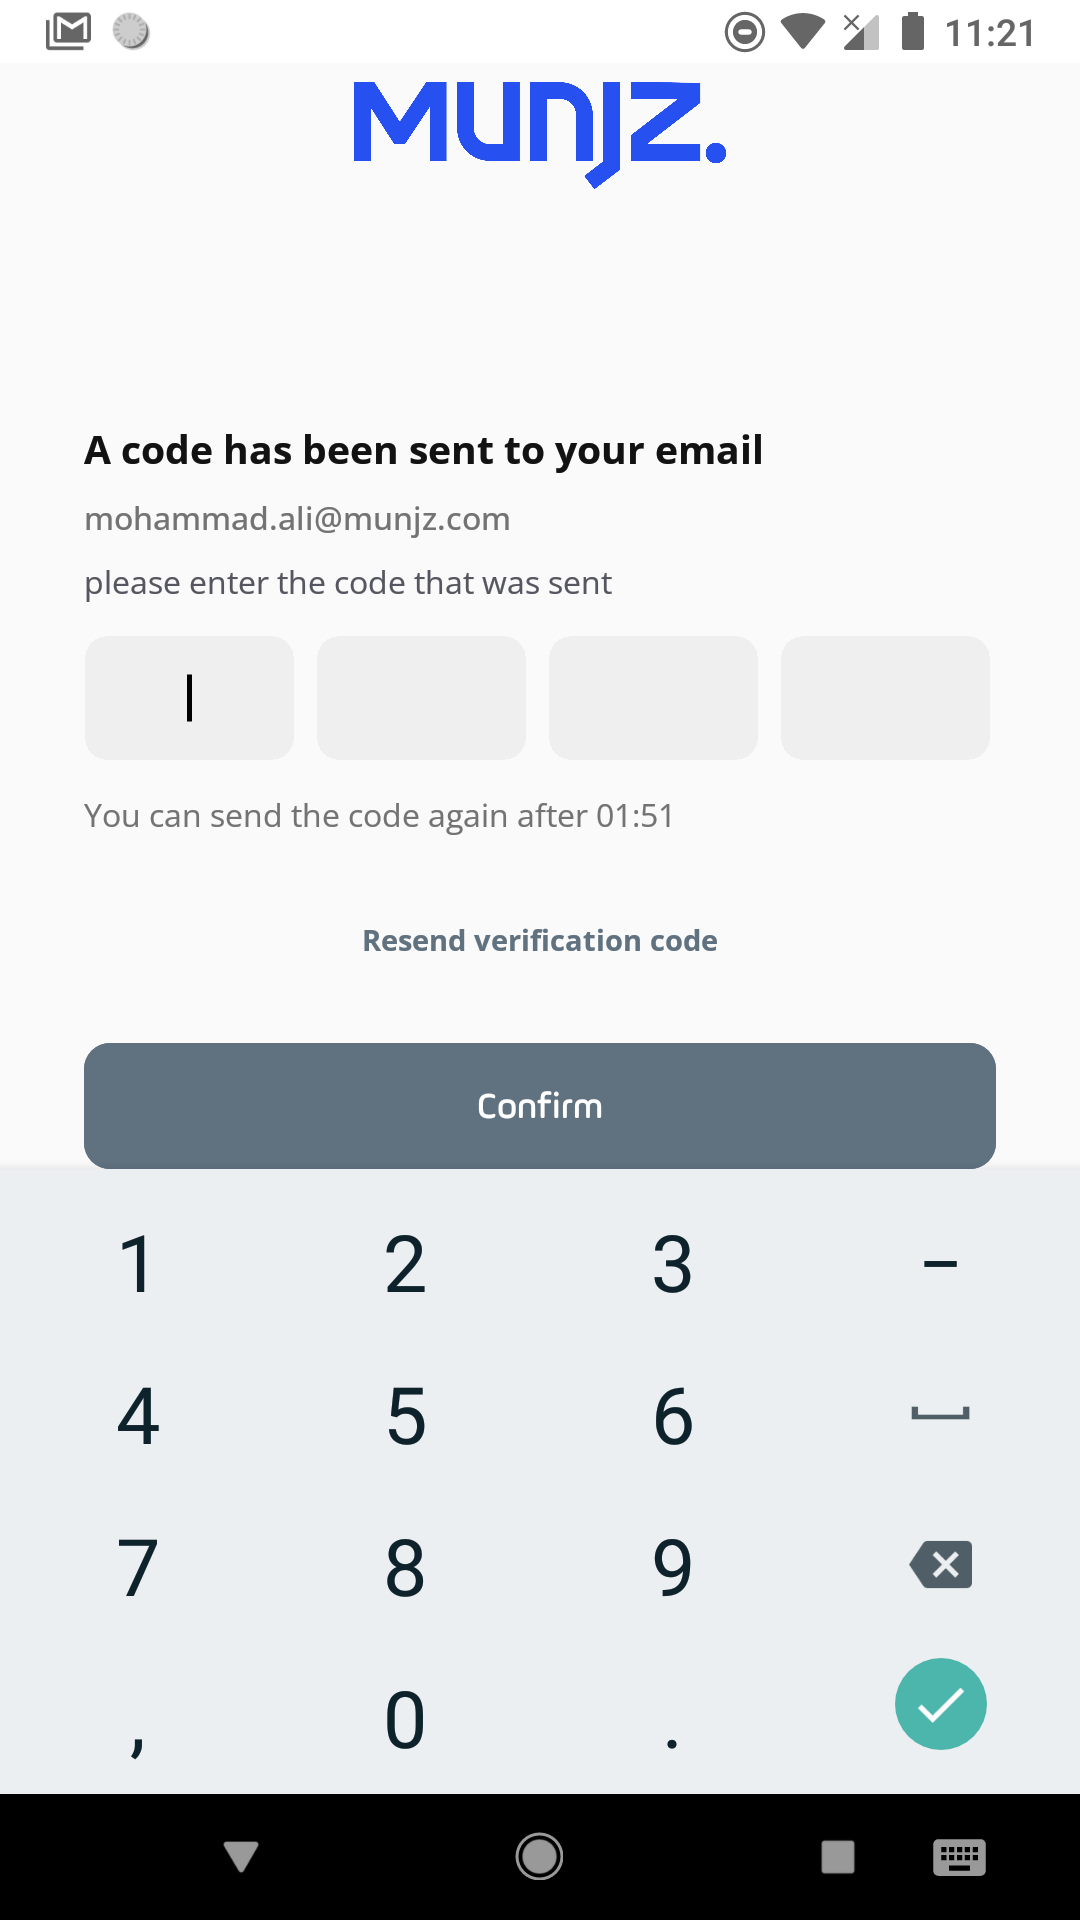 11:21
MUNJZ.
A code has been sent to your email
mohammad.ali@munjz.com
please enter the code that was sent
You can send the code again after 01:51
Resend verification code
Confirm
1 2 3 –
4 5 6
7 8 9
, 0 .